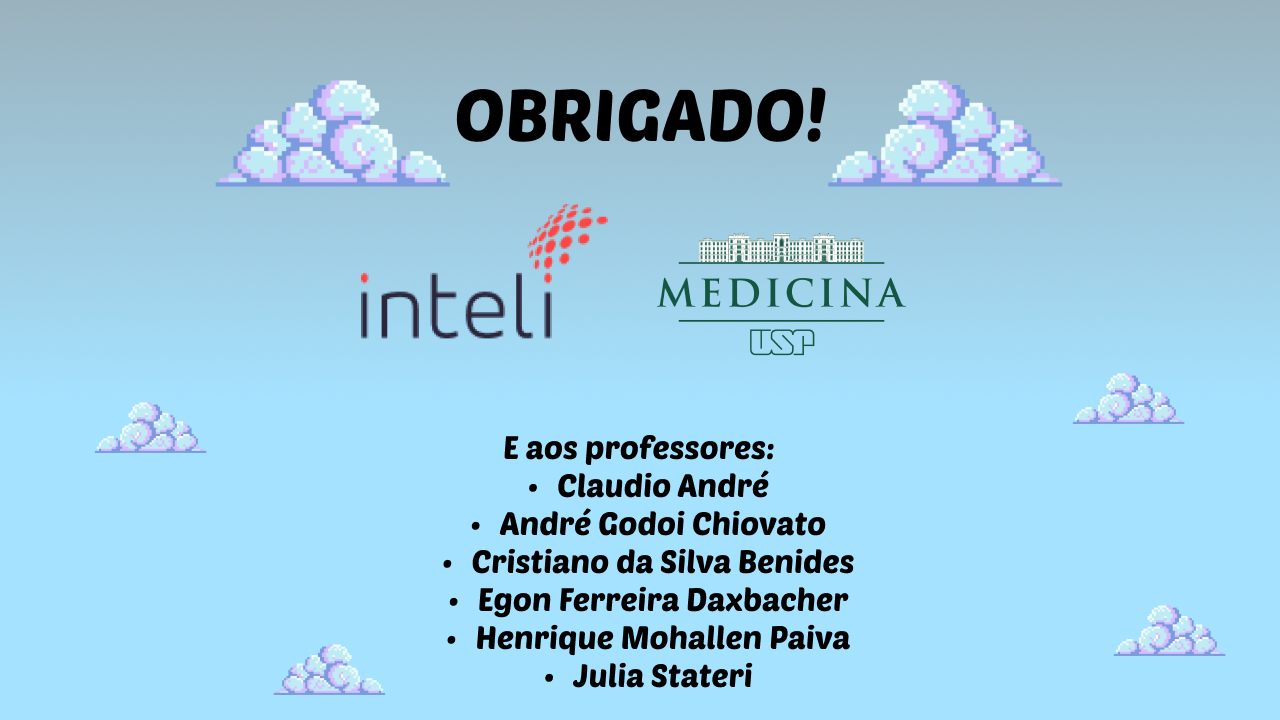 OBRIGADO!
inteli
MEDICINA
USP
E aos professores:
• Claudio André
• André Godoi Chiovato
• Cristiano da Silva Benides
• Egon Ferreira Daxbacher
• Henrique Mohallen Paiva
• Julia Stateri